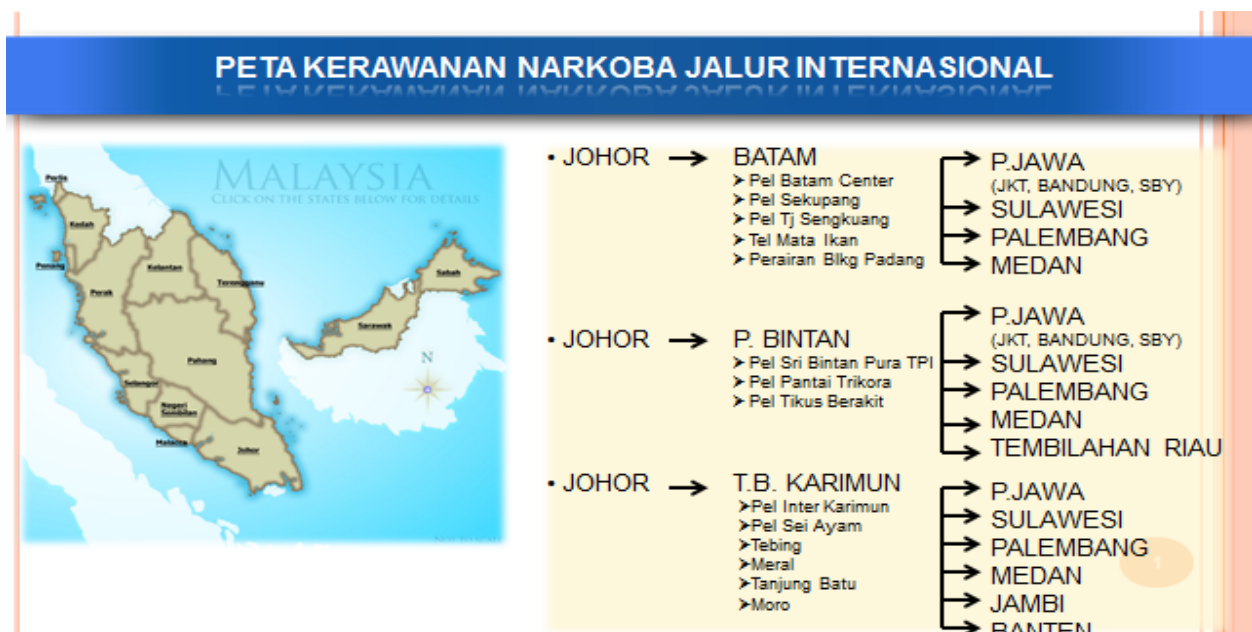 PETA KERAWANAN NARKOBA JALUR INTERNASIONAL
MALAYSIA
CLICK ON THE STATES BELOW FOR DETAILS
Perlis
Kedah
Penang
Perak
Kelantan
Terengganu
Pahang
Selangor
Negeri
Sembilan
Malacca
Johor
Sabah
Sarawak
N
• JOHOR → BATAM
➢ Pel Batam Center
➢ Pel Sekupang
➢ Pel Tj Sengkuang
➢ Tel Mata Ikan
➢ Perairan Blkg Padang
P.JAWA
(JKT, BANDUNG, SBY)
SULAWESI
PALEMBANG
MEDAN
• JOHOR → P. BINTAN
➢ Pel Sri Bintan Pura TPI
➢ Pel Pantai Trikora
➢ Pel Tikus Berakit
P.JAWA
(JKT, BANDUNG, SBY)
SULAWESI
PALEMBANG
MEDAN
TEMBILAHAN RIAU
• JOHOR → T.B. KARIMUN
➢Pel Inter Karimun
➢Pel Sei Ayam
➢Tebing
➢Meral
➢Tanjung Batu
➢Moro
P.JAWA
SULAWESI
PALEMBANG
MEDAN
JAMBI
BANTEN
1